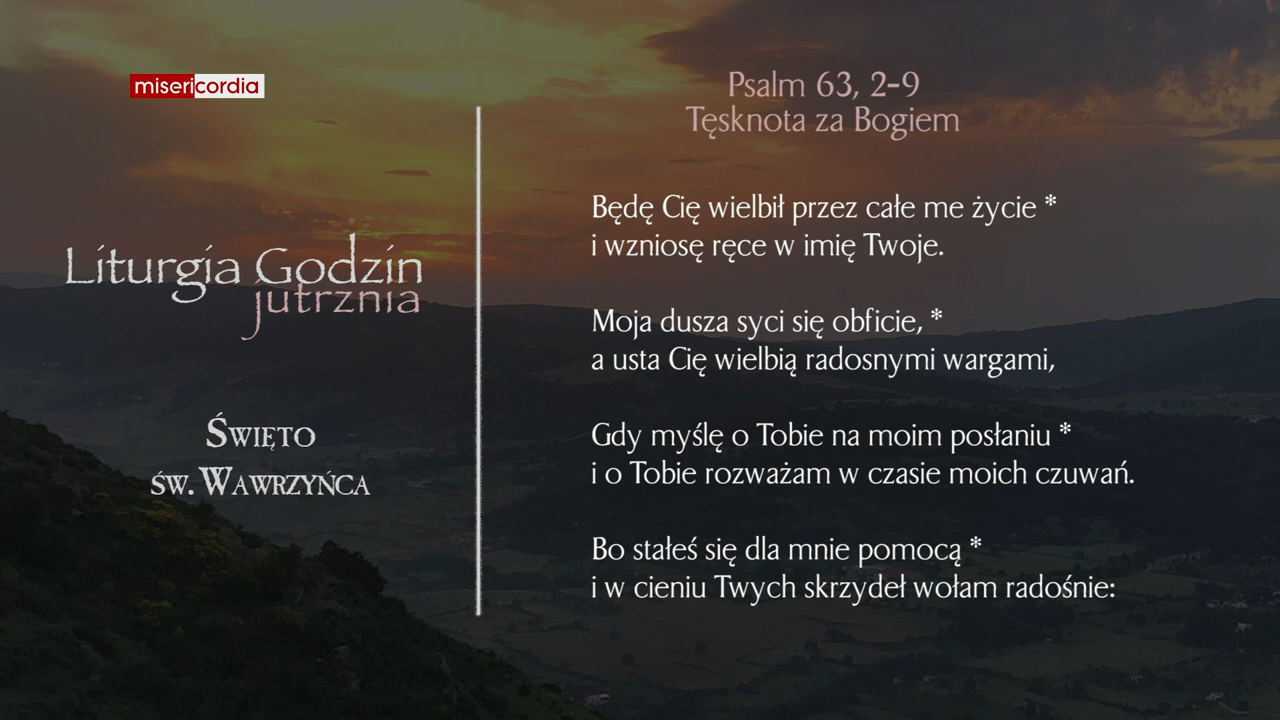 misericordia
Liturgia Godzin
jutrznia
Święto
św. Wawrzyńca
Psalm 63, 2-9
Tęsknota za Bogiem
Będę Cię wielbił przez całe me życie *
i wzniosę ręce w imię Twoje.
Moja dusza syci się obficie, *
a usta Cię wielbią radosnymi wargami,
Gdy myślę o Tobie na moim posłaniu *
i o Tobie rozważam w czasie moich czuwań.
Bo stałeś się dla mnie pomocą *
i w cieniu Twych skrzydeł wołam radośnie: